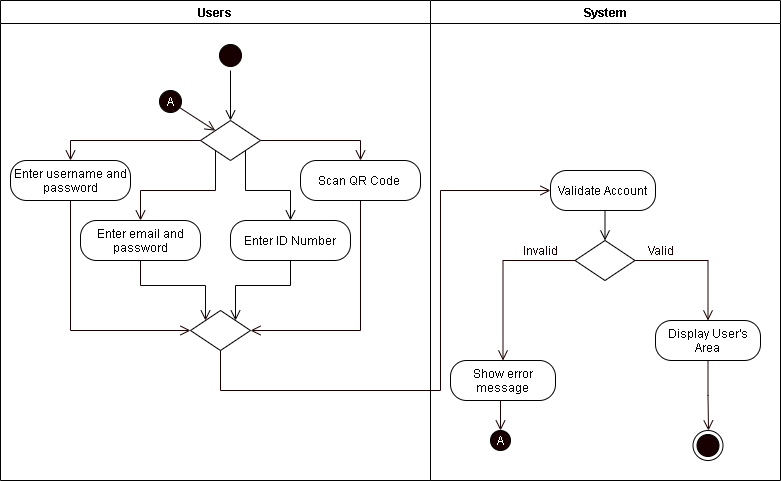 Users
System
A
Enter username and
password
Scan QR Code
Validate Account
Enter email and
password
Enter ID Number
Invalid
Valid
Display User's
Area
Show error
message
A